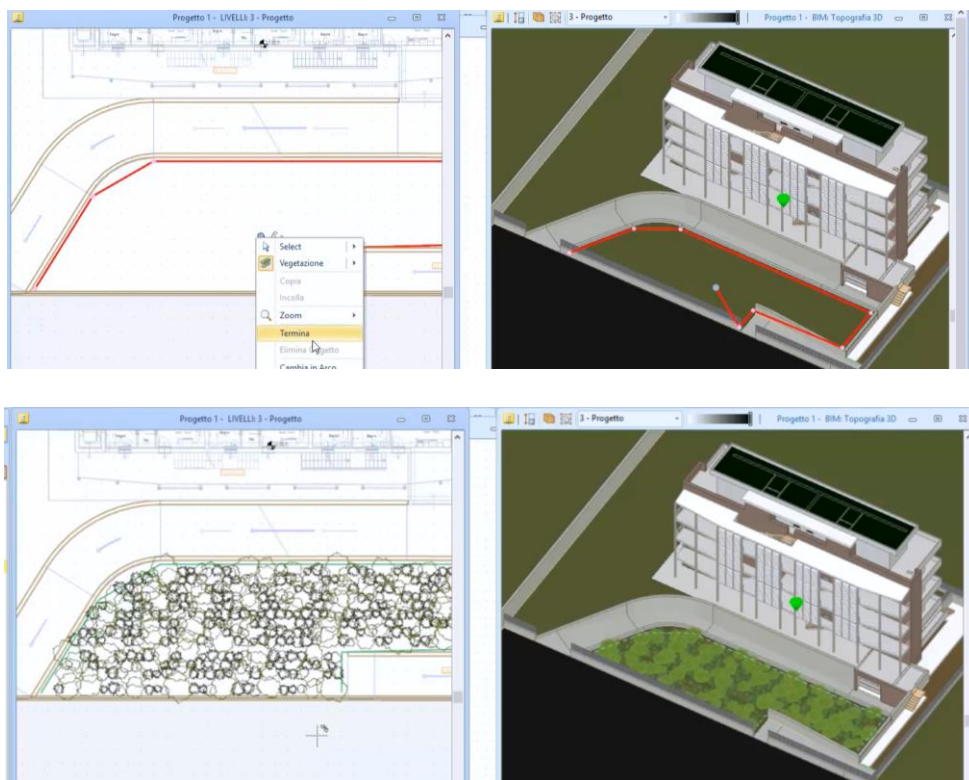 Progetto 1 - LIVELLI: 3 - Progetto
3 - Progetto
Progetto 1 - BIM: Topografia 3D
Select
Vegetazione
Copia
Incolla
Zoom
Termina
Elimina
Cambia in Arco
Progetto 1 - LIVELLI: 3 - Progetto
3 - Progetto
Progetto 1 - BIM: Topografia 3D